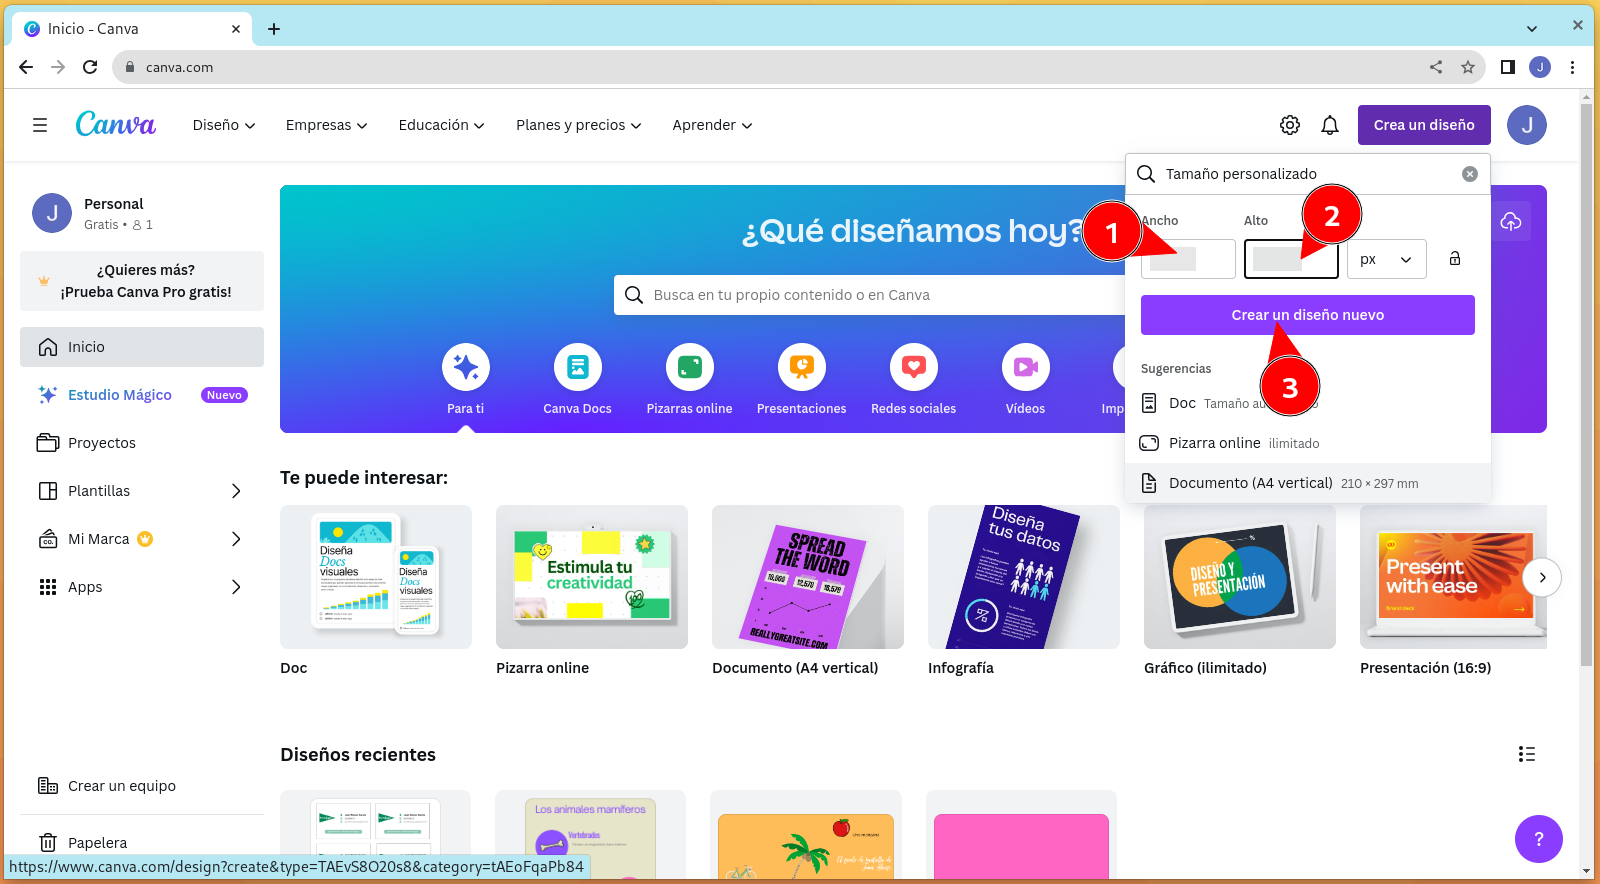 Inicio - Canva
canva.com
J
Canva
Diseño
Empresas
Educación
Planes y precios
Aprender
Crea un diseño
J
J
Personal
Gratis • 1
¿Quieres más?
¡Prueba Canva Pro gratis!
Inicio
Estudio Mágico
Nuevo
Proyectos
Plantillas
Mi Marca
CO.
Apps
Crear un equipo
Papelera
¿Qué diseñamos hoy?
Busca en tu propio contenido o en Canva
Para ti
Canva Docs
Pizarras online
Presentaciones
Redes sociales
Vídeos
Tamaño personalizado
Ancho
Alto
1
2
px
Crear un diseño nuevo
3
Sugerencias
Doc
Pizarra online ilimitado
Documento (A4 vertical) 210 × 297 mm
Te puede interesar:
Diseña
Docs
visuales
Diseña
Docs
visuales
Estimula tu
creatividad
SPREAD
THE WORD
REALLYGREATSITE.COM
Diseña
tus datos
%
DISEÑO Y
PRESENTACIÓN
Present
with ease
Doc
Pizarra online
Documento (A4 vertical)
Infografía
Gráfico (ilimitado)
Presentación (16:9)
Diseños recientes
Los animales mamíferos
Vertebrados
?
https://www.canva.com/design?create&type=TAEvS8O20s8&category=tAEoFqaPb84